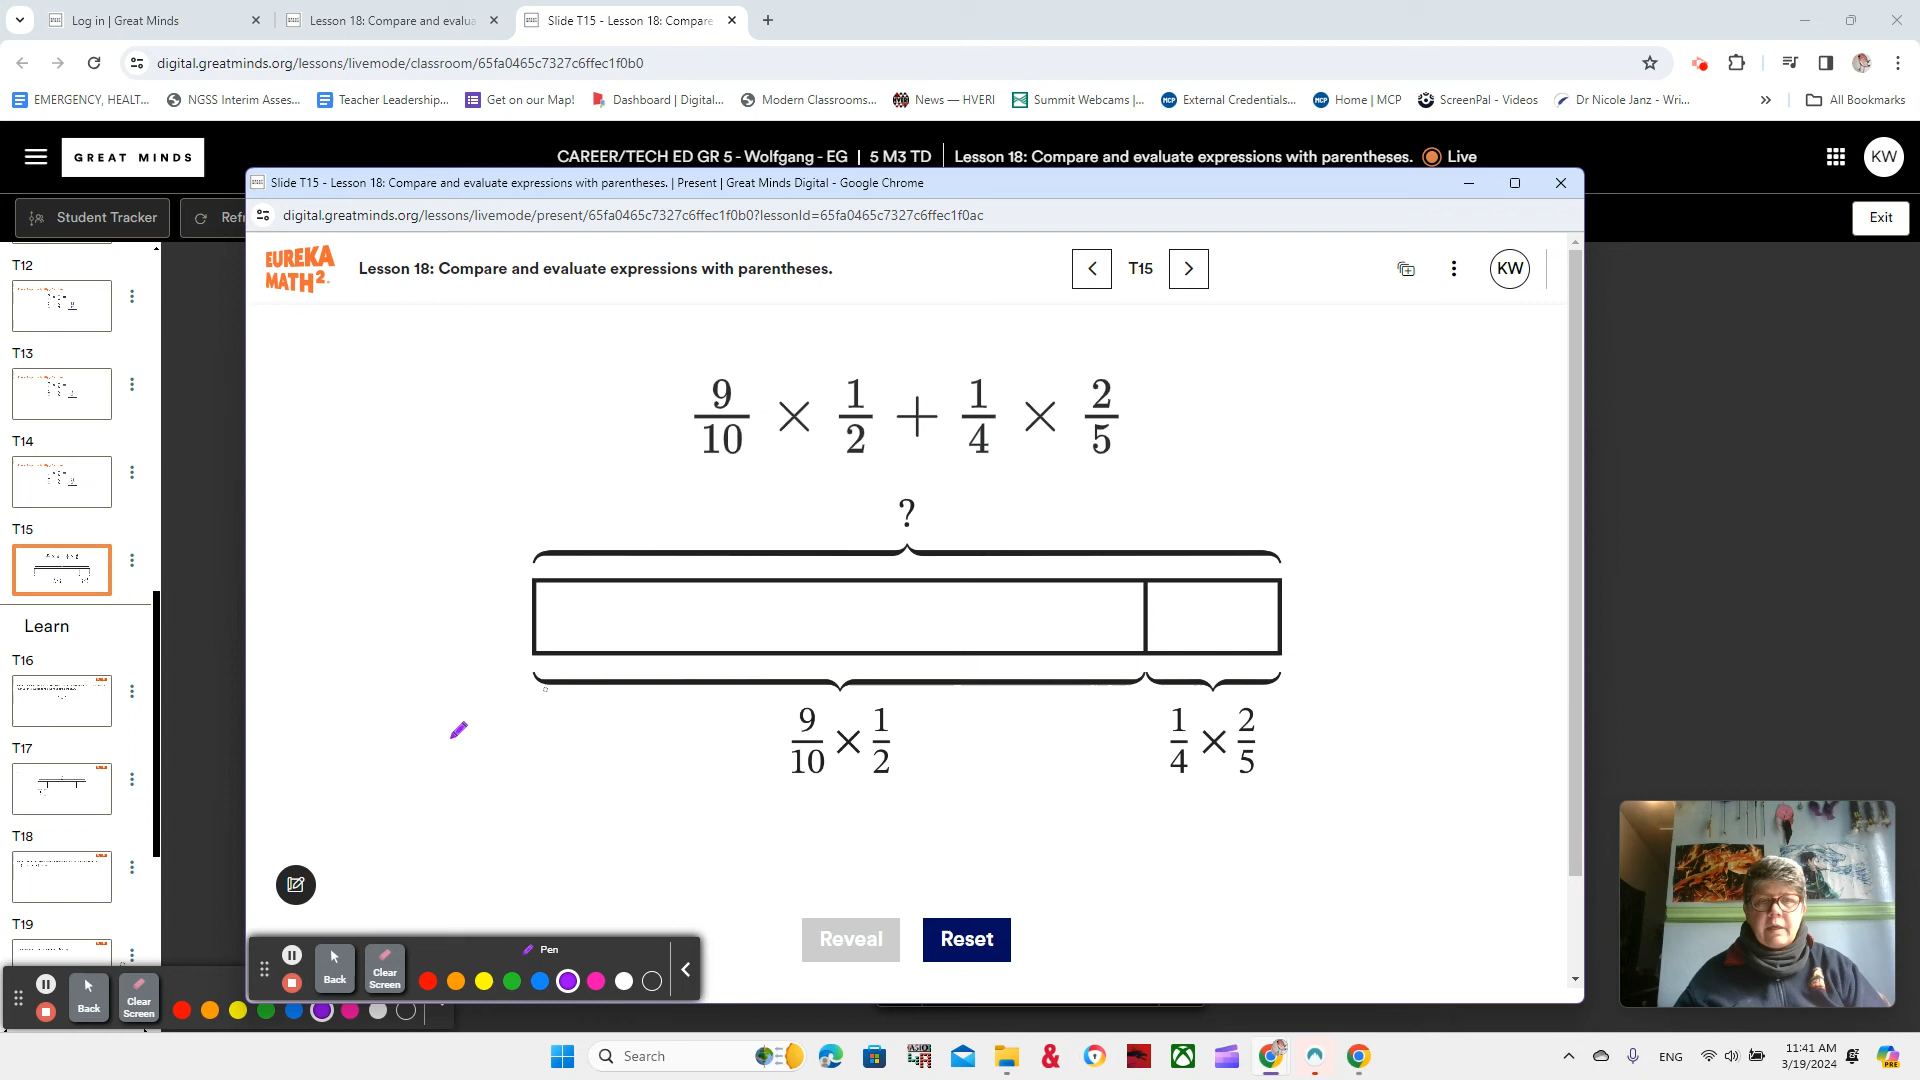 Log in | Great Minds
Lesson 18: Compare and evalua
Slide T15 - Lesson 18: Compare
digital.greatminds.org/lessons/livemode/classroom/65fa0465c7327c6ffec1f0b0
EMERGENCY, HEALT...
NGSS Interim Asses...
Teacher Leadership...
Get on our Map!
Dashboard | Digital...
Modern Classrooms...
News — HVERI
Summit Webcams |...
External Credentials...
Home | MCP
ScreenPal - Videos
Dr Nicole Janz - Wri...
All Bookmarks
GREAT MINDS
CAREER/TECH ED GR 5 - Wolfgang - EG | 5 M3 TD | Lesson 18: Compare and evaluate expressions with parentheses. Live
KW
Student Tracker
Refr
Exit
Slide T15 - Lesson 18: Compare and evaluate expressions with parentheses. | Present | Great Minds Digital - Google Chrome
digital.greatminds.org/lessons/livemode/present/65fa0465c7327c6ffec1f0b0?lessonId=65fa0465c7327c6ffec1f0ac
EUREKA MATH²
Lesson 18: Compare and evaluate expressions with parentheses.
T15
KW
T12
T13
T14
T15
Learn
T16
T17
T18
T19
9/10 × 1/2 + 1/4 × 2/5
?
9/10 × 1/2
1/4 × 2/5
Reveal
Reset
Pen
Back
Clear Screen
Back
Clear Screen
Search
ENG
11:41 AM
3/19/2024